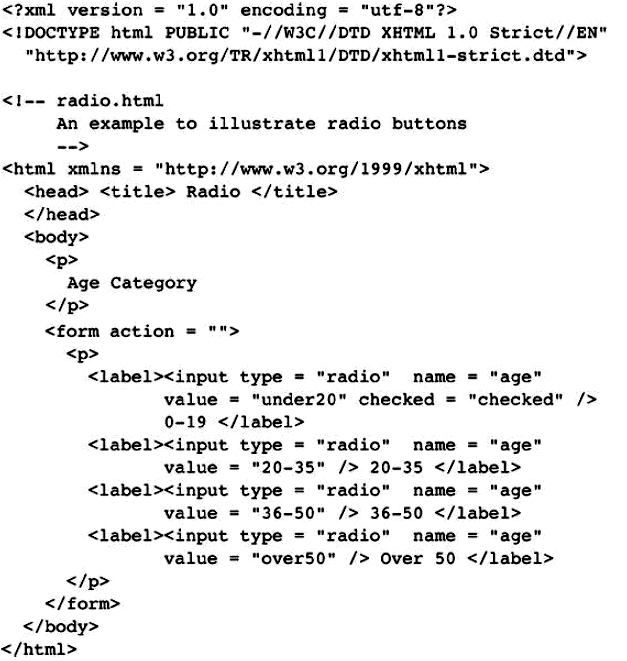 <?xml version = "1.0" encoding = "utf-8"?>
<!DOCTYPE html PUBLIC "-//W3C//DTD XHTML 1.0 Strict//EN"
"http://www.w3.org/TR/xhtml1/DTD/xhtml1-strict.dtd">
<!-- radio.html
An example to illustrate radio buttons
-->
<html xmlns = "http://www.w3.org/1999/xhtml">
<head> <title> Radio </title>
</head>
<body>
<p>
Age Category
</p>
<form action = "">
<p>
<label><input type = "radio" name = "age"
value = "under20" checked = "checked" />
0-19 </label>
<label><input type = "radio" name = "age"
value = "20-35" /> 20-35 </label>
<label><input type = "radio" name = "age"
value = "36-50" /> 36-50 </label>
<label><input type = "radio" name = "age"
value = "over50" /> Over 50 </label>
</p>
</form>
</body>
</html>